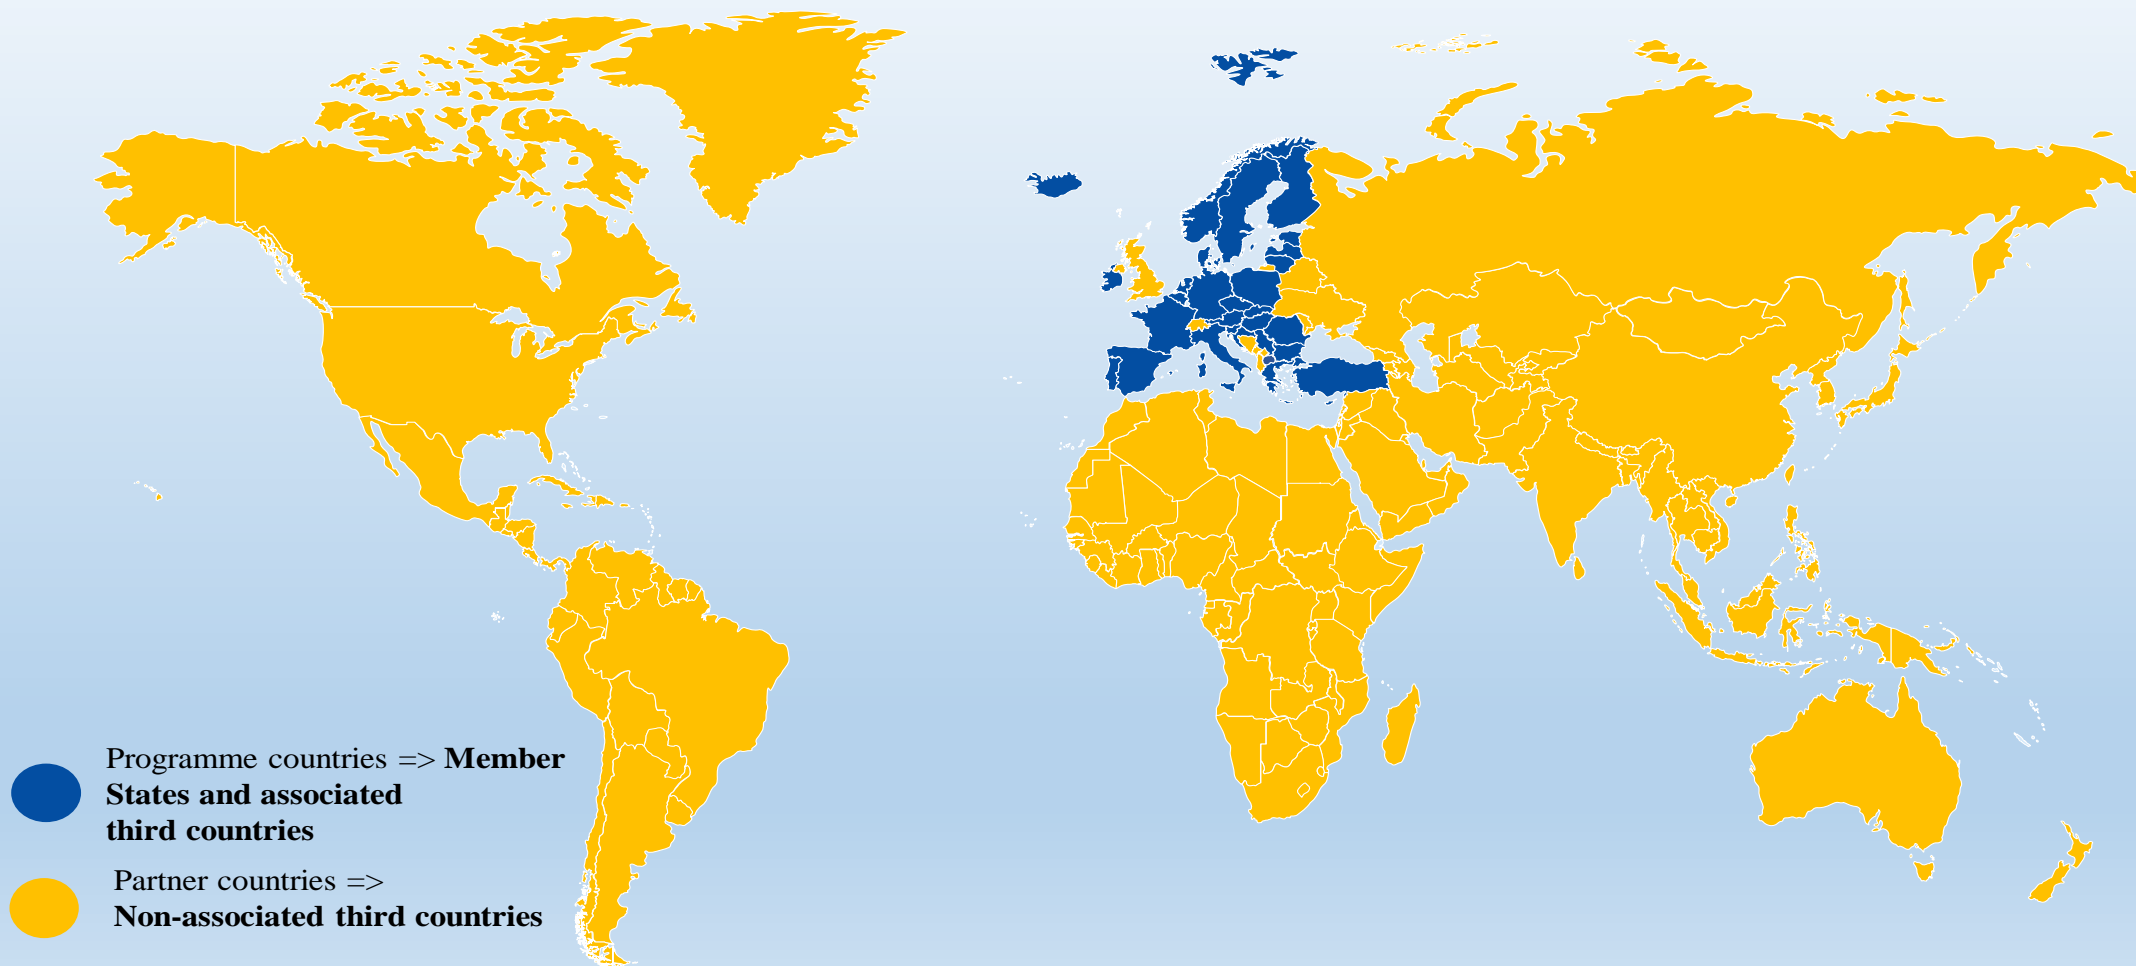 Programme countries => Member
States and associated
third countries
Partner countries =>
Non-associated third countries